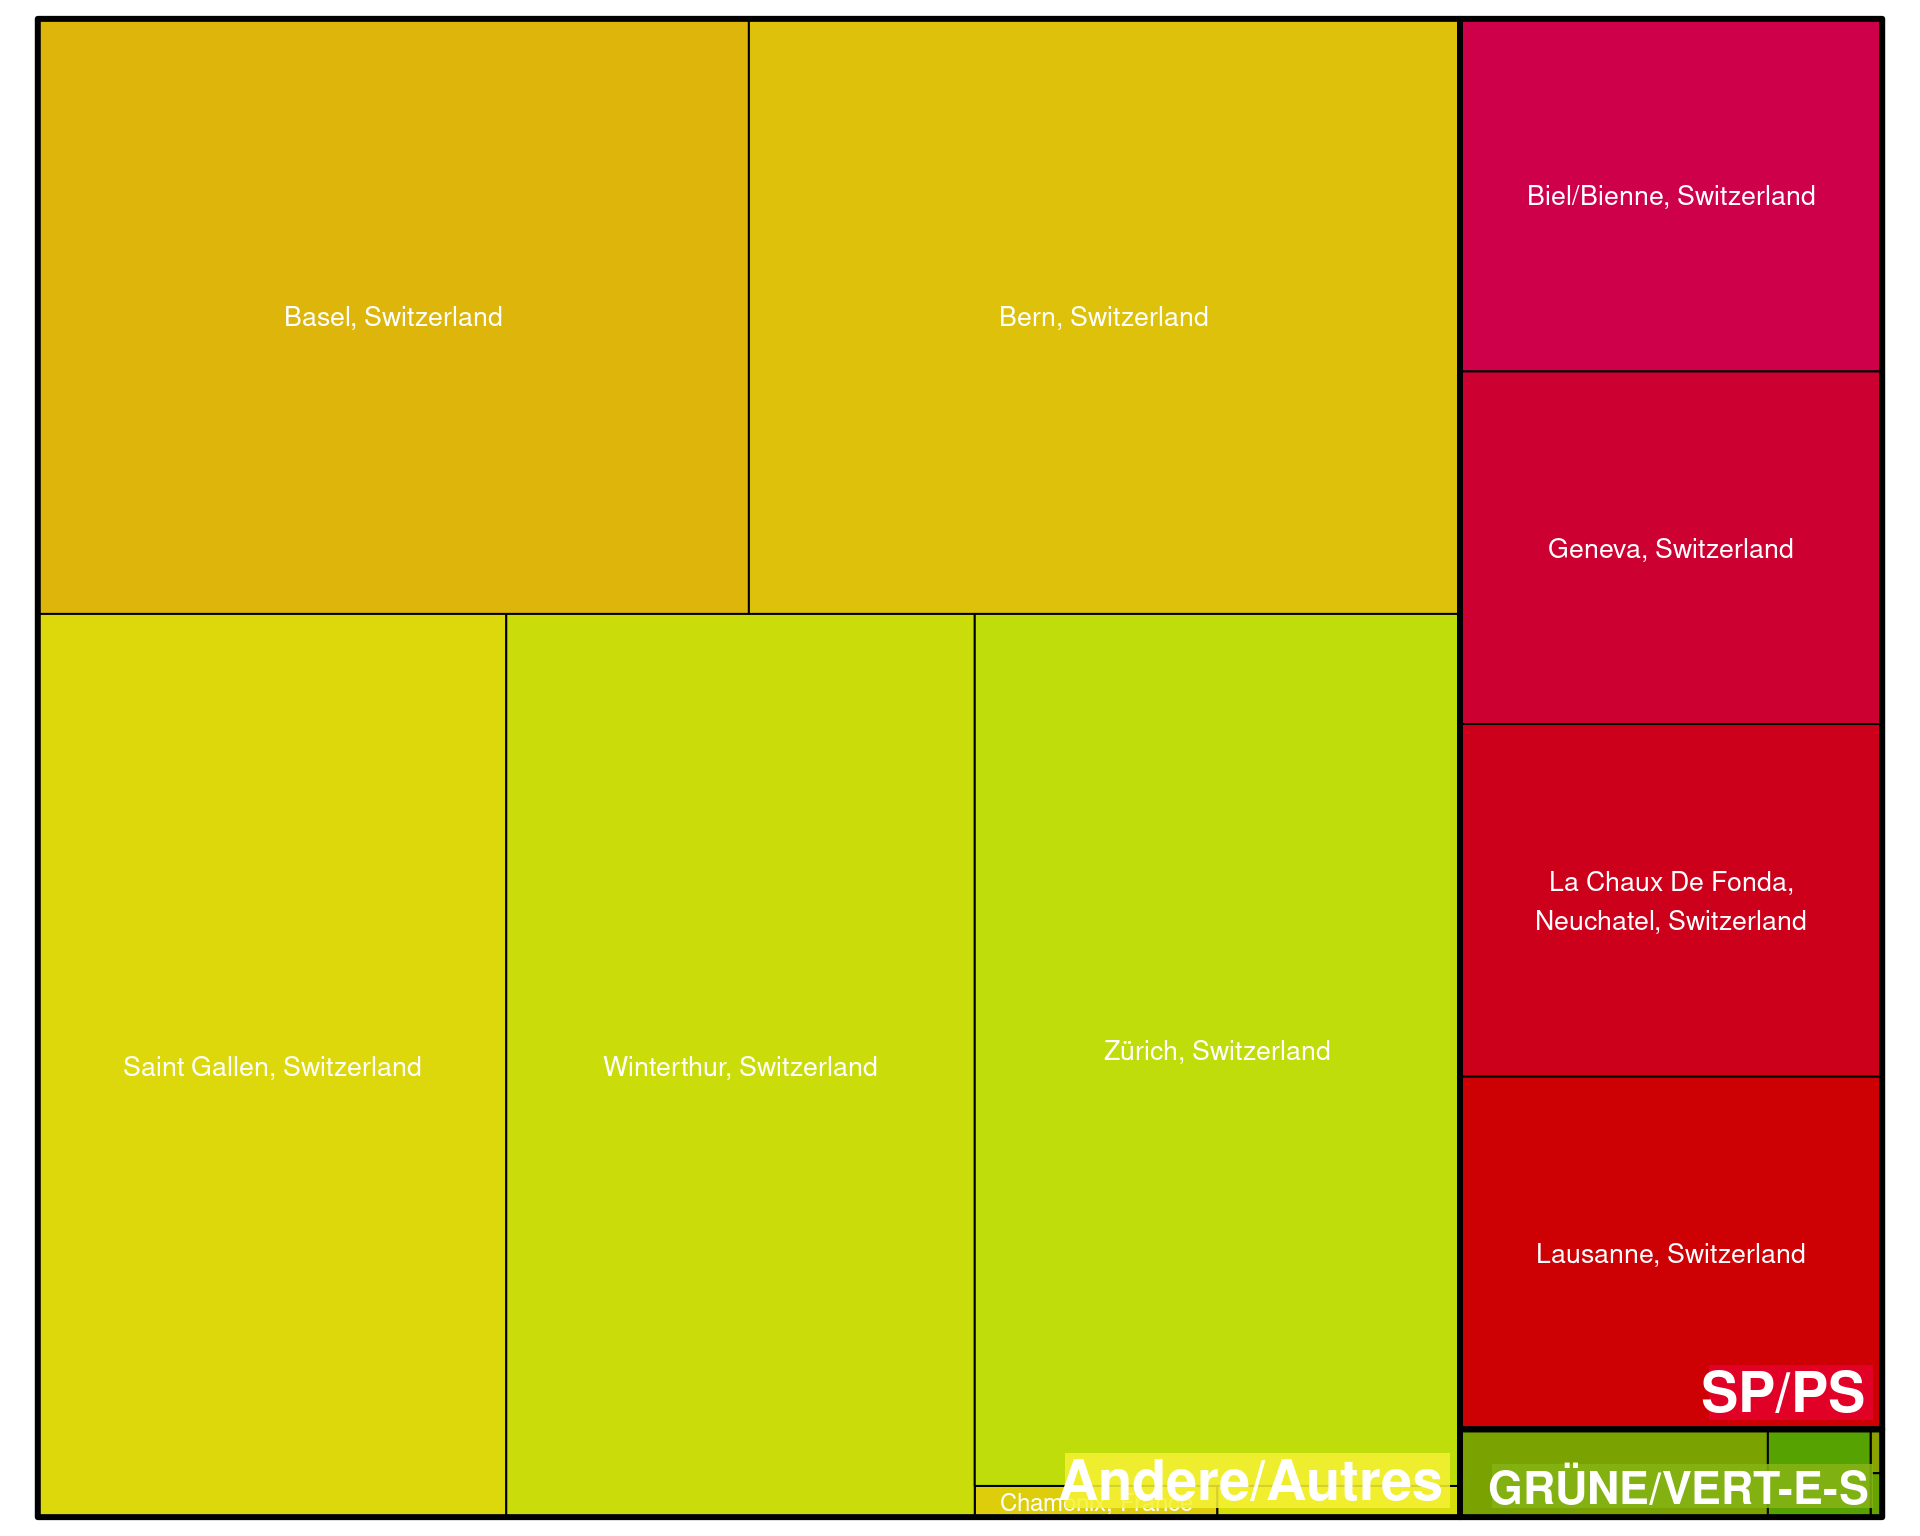 Basel, Switzerland
Bern, Switzerland
Biel/Bienne, Switzerland
Geneva, Switzerland
La Chaux De Fonda,
Neuchatel, Switzerland
Saint Gallen, Switzerland
Winterthur, Switzerland
Zürich, Switzerland
Lausanne, Switzerland
SP/PS
Andere/Autres
GRÜNE/VERT-E-S
Chamonix, France